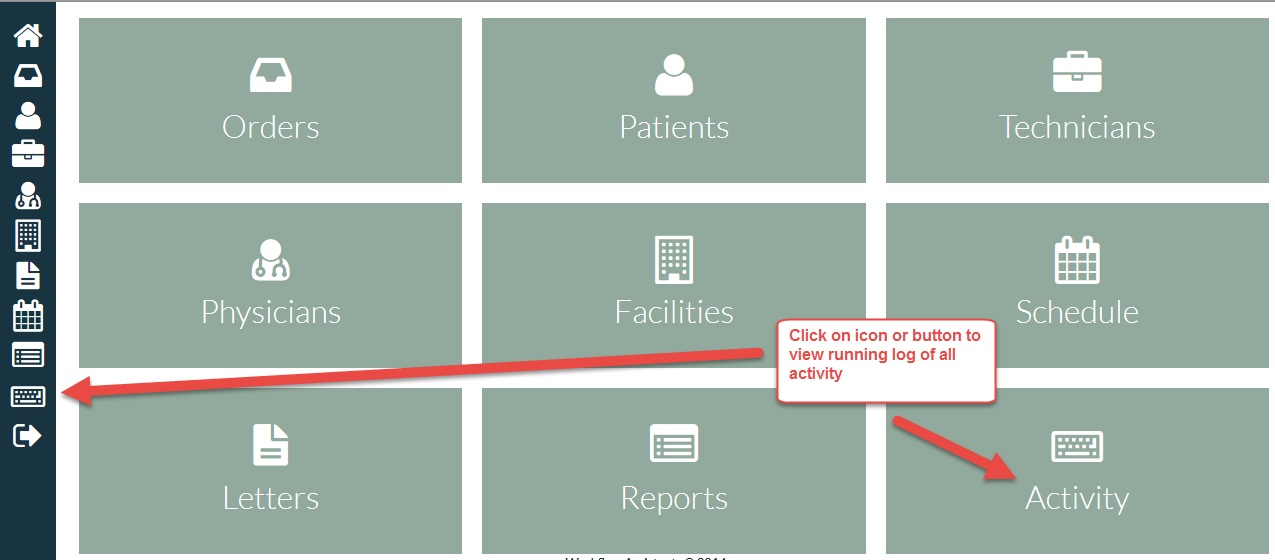 Orders
Patients
Technicians
Physicians
Facilities
Schedule
Click on icon or button to
view running log of all
activity
Letters
Reports
Activity